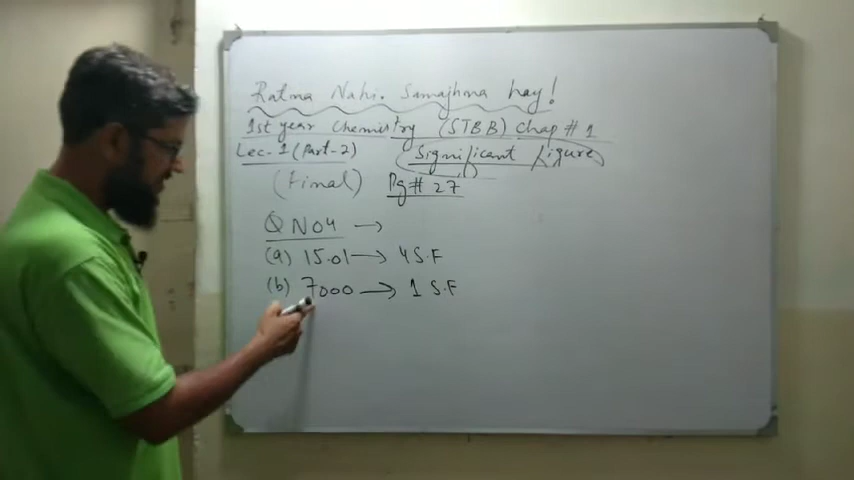 Ratna Nahi. Samajhna hay!
1st year Chemistry (STBB) Chap # 1
Lec-1 (Part-2) Significant figure
(Final) Pg# 27
Q NO4 →
(a) 15.01 → 4 S.F
(b) 7000 → 1 S.F